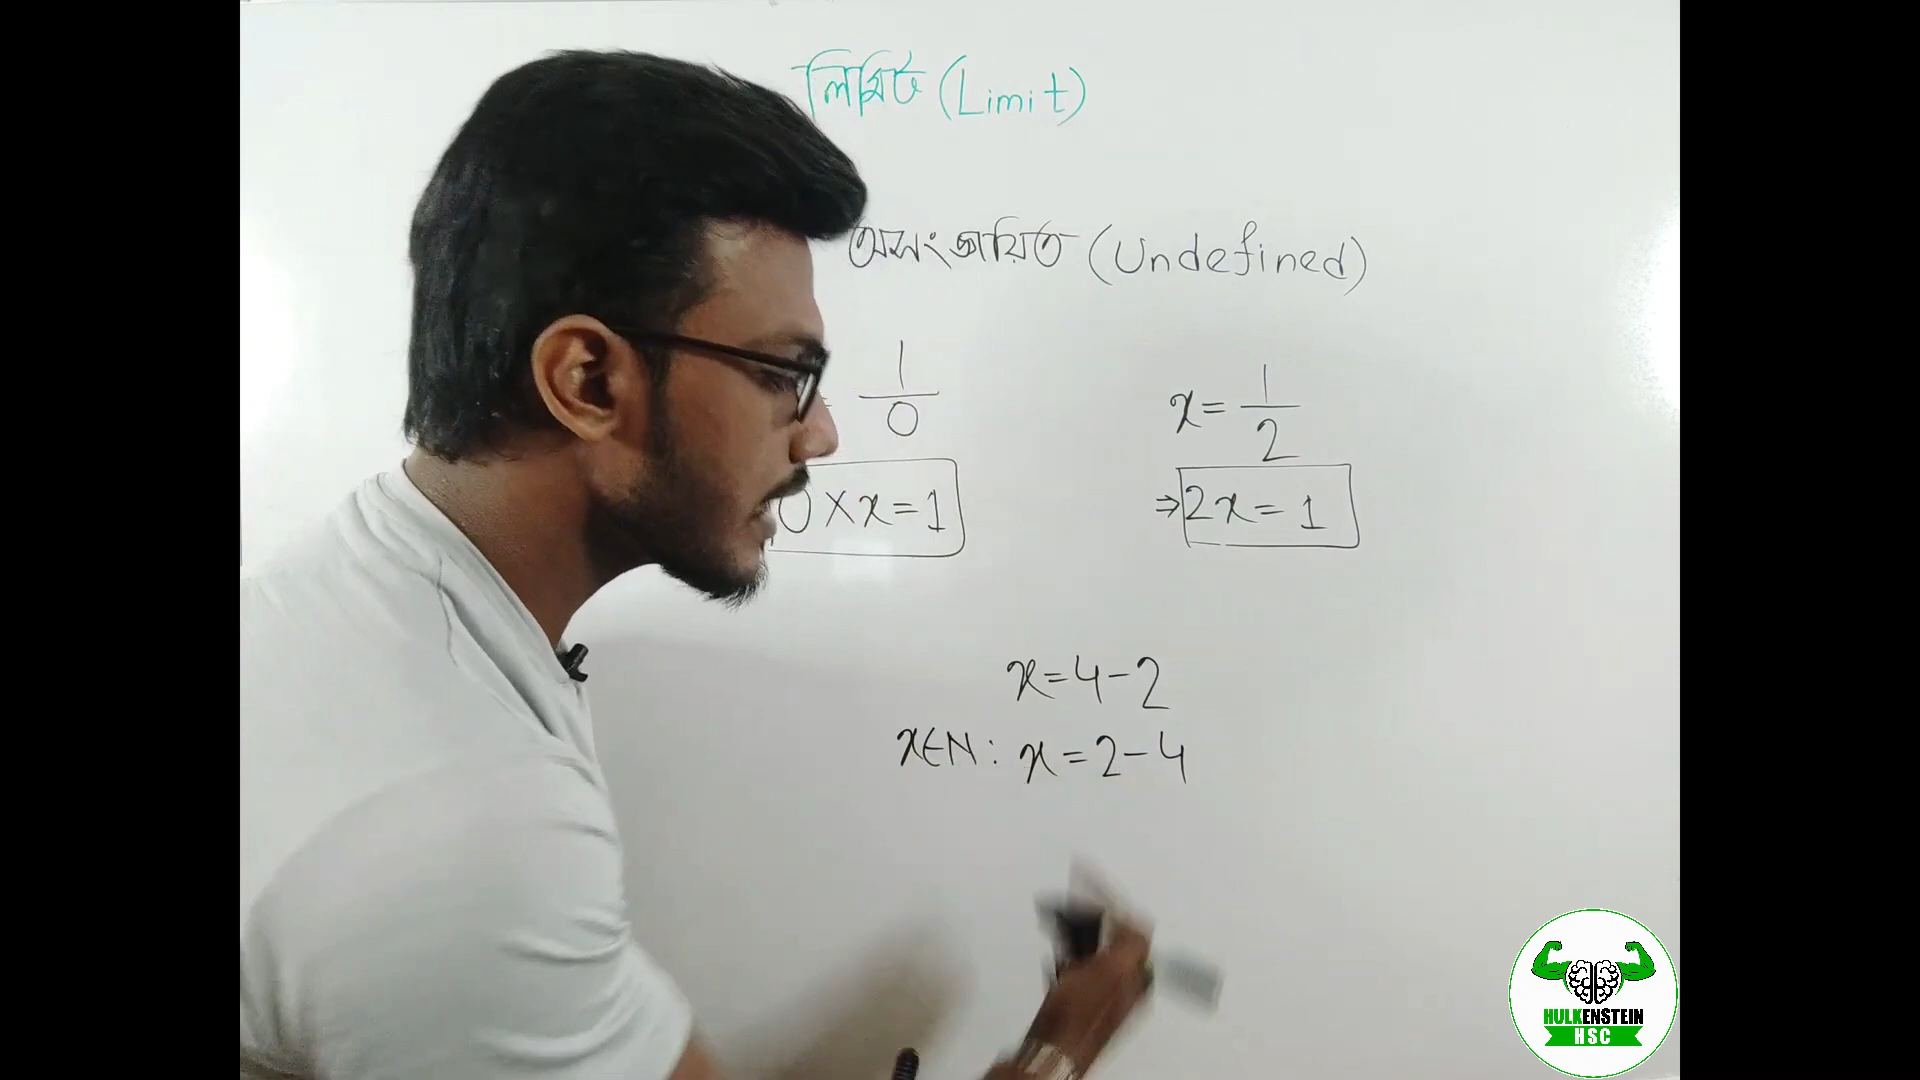 লিমিট (Limit)
অসংজ্ঞায়িত (Undefined)
1
0
x = 1
2
0 × x = 1
⇒ 2x = 1
x = 4 - 2
x ∈ N : x = 2 - 4
HULKENSTEIN
HSC